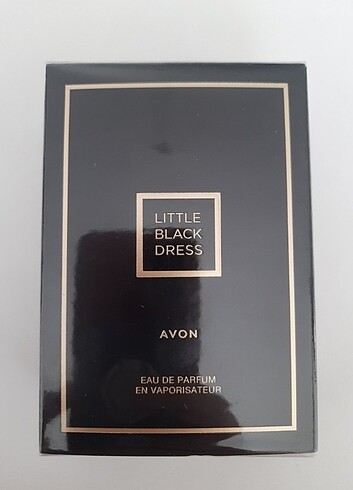 LITTLE
BLACK
DRESS
AVON
EAU DE PARFUM
EN VAPORISATEUR